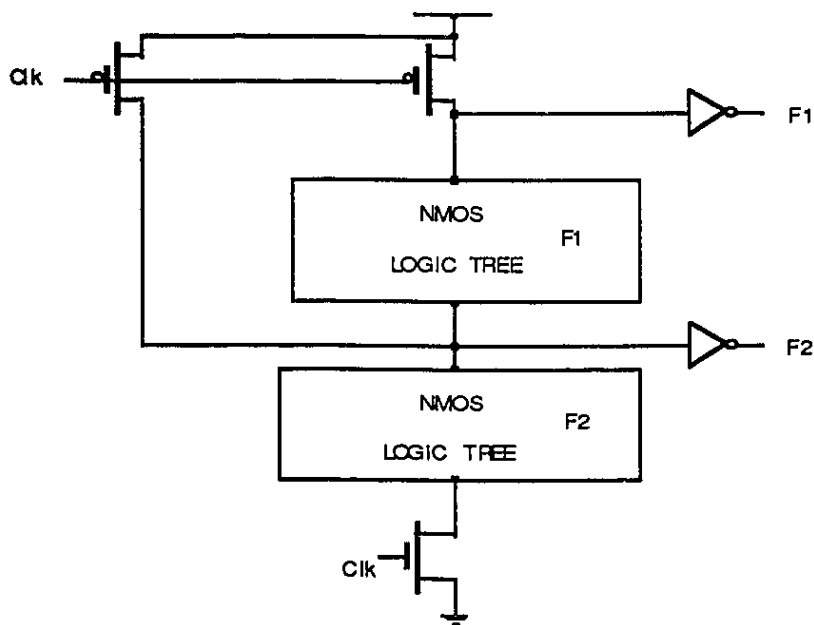 Clk
F1
NMOS
F1
LOGIC TREE
F2
NMOS
F2
LOGIC TREE
Clk